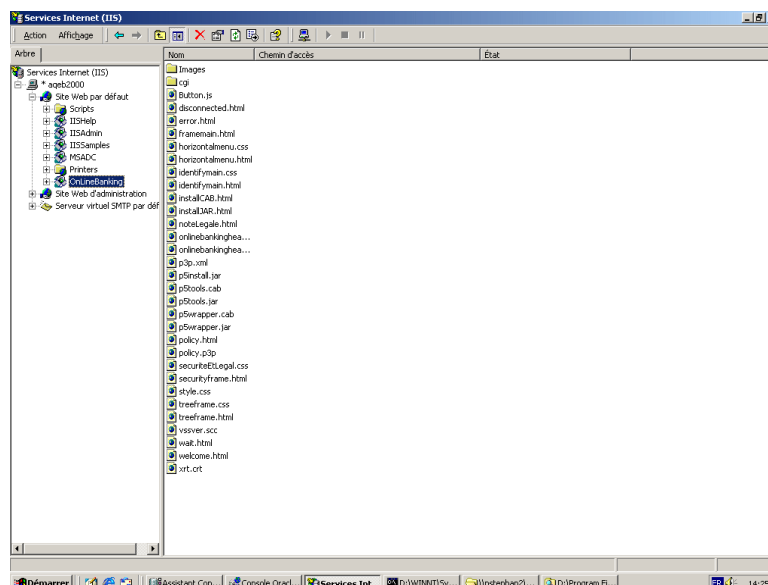 Services Internet (IIS)
Action Affichage
Arbre
Nom Chemin d'accès État
Services Internet (IIS)
* aqeb2000
Site Web par défaut
Scripts
IISHelp
IISAdmin
IISSamples
MSADC
Printers
OnLineBanking
Site Web d'administration
Serveur virtuel SMTP par déf
Images
cgi
Button.js
disconnected.html
error.html
framemain.html
horizontalmenu.css
horizontalmenu.html
identifymain.css
identifymain.html
installCAB.html
installJAR.html
noteLegale.html
onlinebankinghea...
onlinebankinghea...
p3p.xml
p5install.jar
p5tools.cab
p5tools.jar
p5wrapper.cab
p5wrapper.jar
policy.html
policy.p3p
securiteEtLegal.css
securityframe.html
style.css
treeframe.css
treeframe.html
vssver.scc
wait.html
welcome.html
xrt.crt
Démarrer Assistant Con... Console Oracl... Services Int... D:\WINNT\Sy... D:\Program Fi... FR 14:25